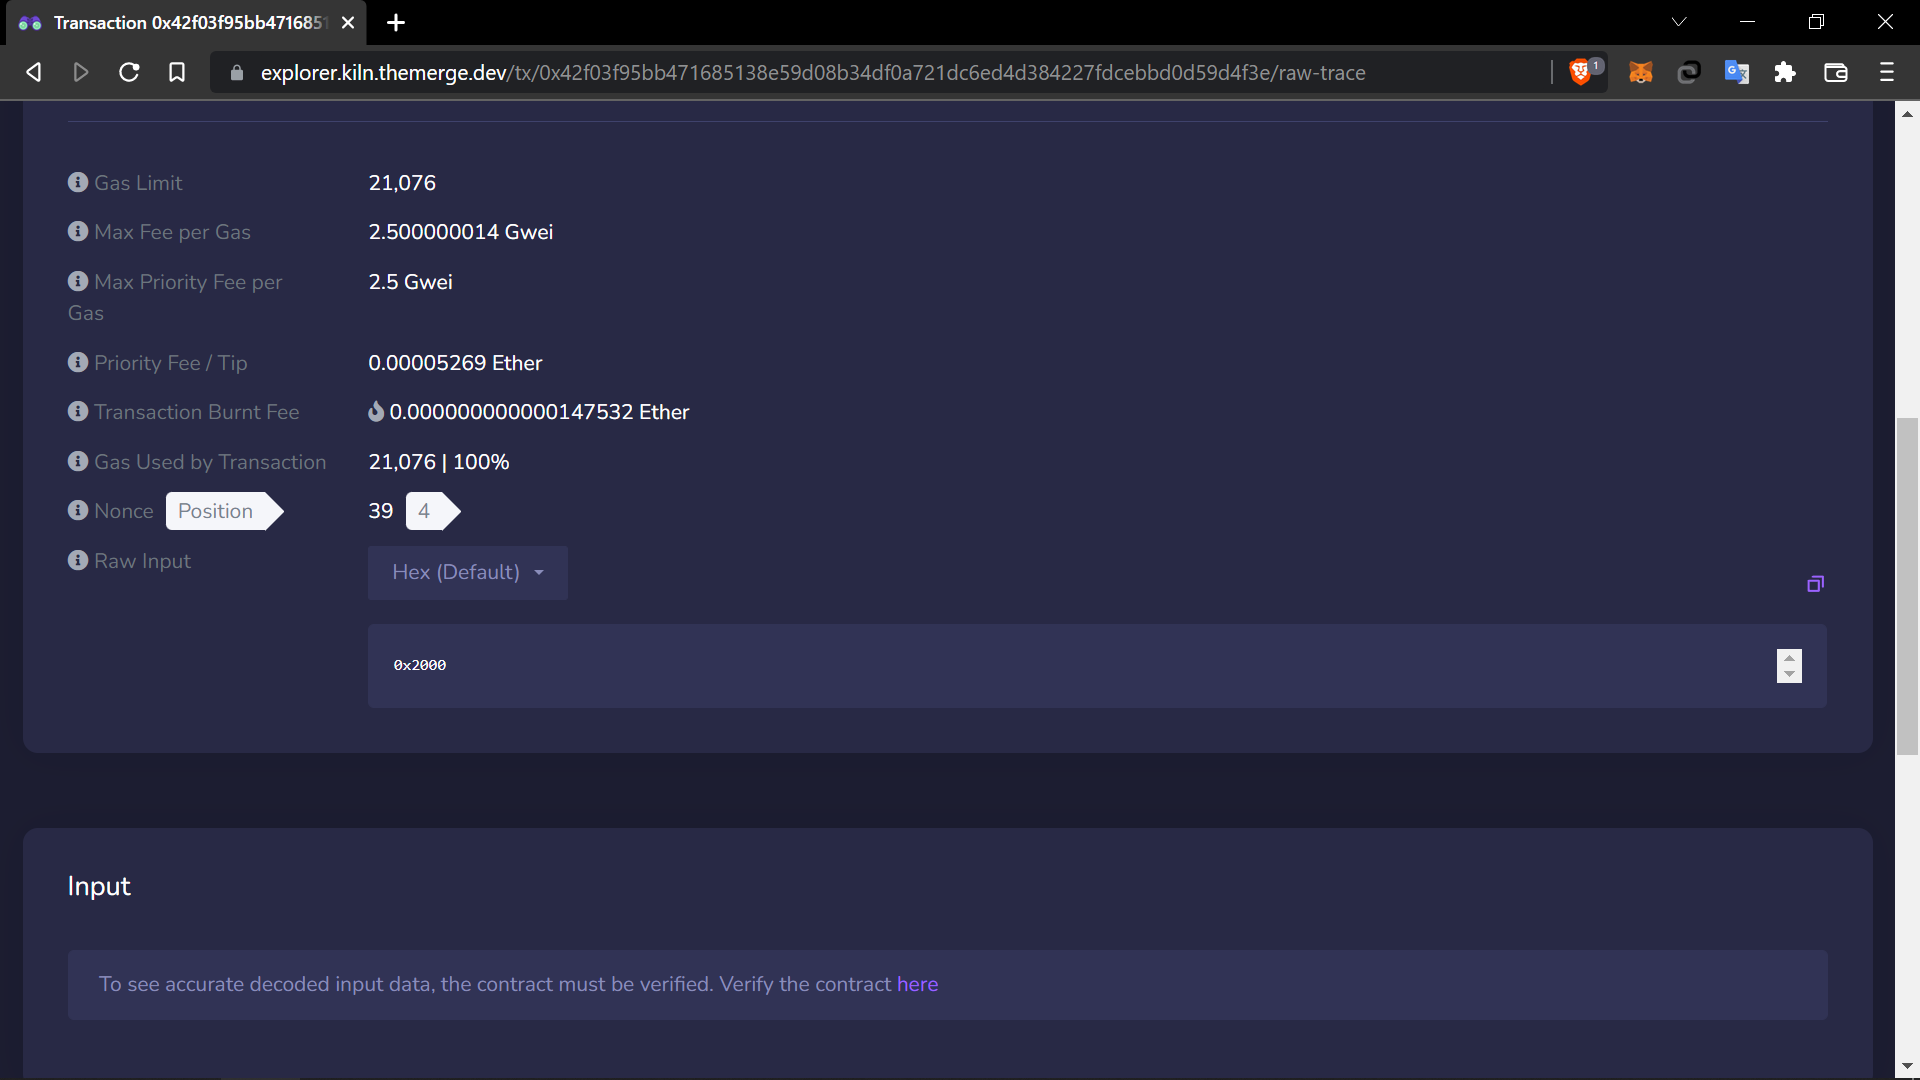 Transaction 0x42f03f95bb471685
explorer.kiln.themerge.dev/tx/0x42f03f95bb471685138e59d08b34df0a721dc6ed4d384227fdcebbd0d59d4f3e/raw-trace
1
Gas Limit 21,076
Max Fee per Gas 2.500000014 Gwei
Max Priority Fee per Gas 2.5 Gwei
Priority Fee / Tip 0.00005269 Ether
Transaction Burnt Fee 0.000000000000147532 Ether
Gas Used by Transaction 21,076 | 100%
Nonce Position 39 4
Raw Input Hex (Default)
0x2000
Input
To see accurate decoded input data, the contract must be verified. Verify the contract here